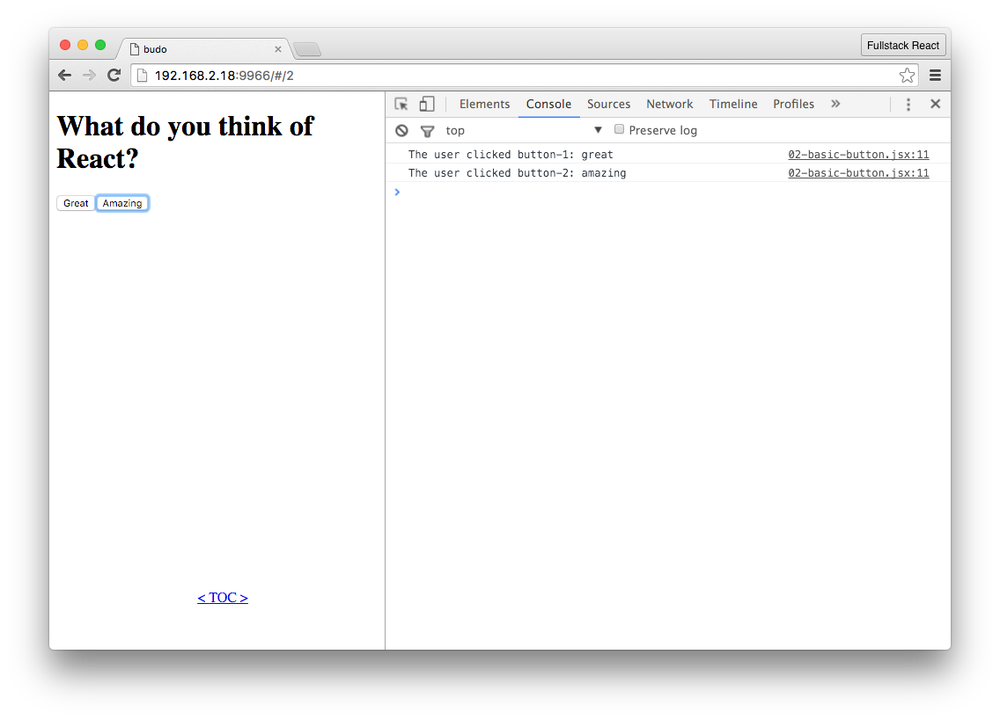 budo
Fullstack React
192.168.2.18:9966/#/2
What do you think of
React?
Great Amazing
< TOC >
Elements Console Sources Network Timeline Profiles »
top Preserve log
The user clicked button-1: great 02-basic-button.jsx:11
The user clicked button-2: amazing 02-basic-button.jsx:11